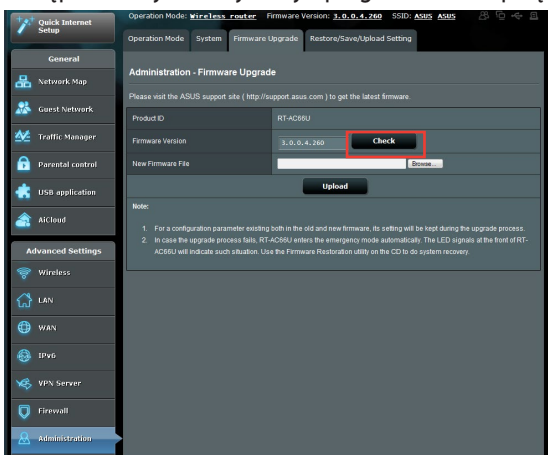 Quick Internet
Setup
Operation Mode: Wireless router Firmware Version: 3.0.0.4.260 SSID: ASUS ASUS
Operation Mode System Firmware Upgrade Restore/Save/Upload Setting
General
Network Map
Guest Network
Traffic Manager
Parental control
USB application
AiCloud
Advanced Settings
Wireless
LAN
WAN
IPv6
VPN Server
Firewall
Administration
Administration - Firmware Upgrade
Please visit the ASUS support site ( http://support.asus.com ) to get the latest firmware.
Product ID RT-AC66U
Firmware Version 3.0.0.4.260 Check
New Firmware File Browse...
Upload
Note:
1. For a configuration parameter existing both in the old and new firmware, its setting will be kept during the upgrade process.
2. In case the upgrade process fails, RT-AC66U enters the emergency mode automatically. The LED signals at the front of RT-
AC66U will indicate such situation. Use the Firmware Restoration utility on the CD to do system recovery.